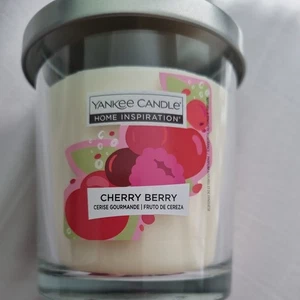 YANKEE CANDLE®
HOME INSPIRATION®
CHERRY BERRY
CERISE GOURMANDE | FRUTO DE CEREZA